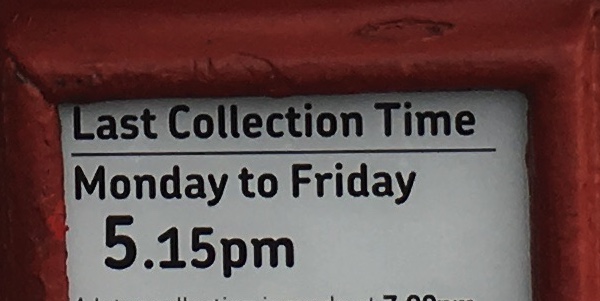 Last Collection Time
Monday to Friday
5.15pm